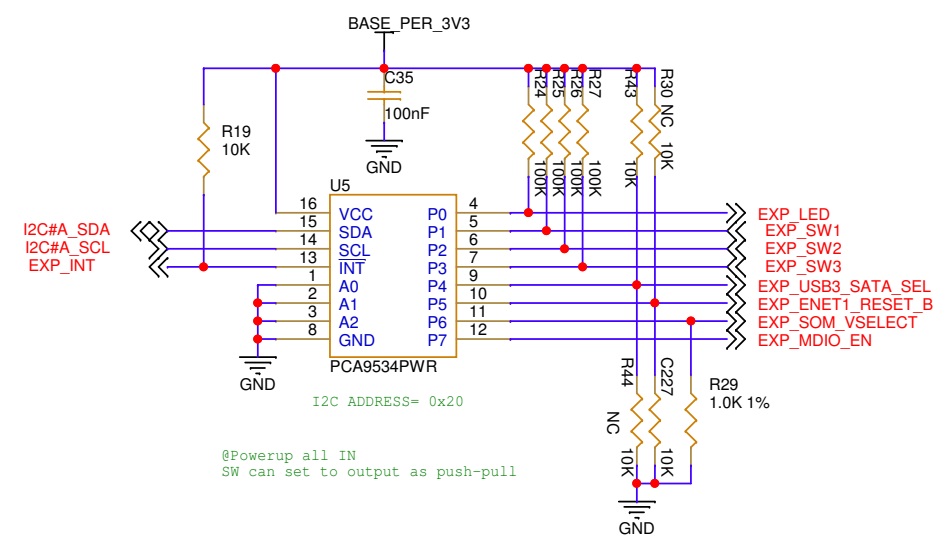 BASE_PER_3V3
C35
100nF
GND
R19
10K
R24
R25
R26
R27
R43
R30
NC
100K
100K
100K
100K
10K
10K
U5
I2C#A_SDA
I2C#A_SCL
EXP_INT
16 VCC
15 SDA
14 SCL
13 INT
1 A0
2 A1
3 A2
8 GND
P0 4
P1 5
P2 6
P3 7
P4 9
P5 10
P6 11
P7 12
EXP_LED
EXP_SW1
EXP_SW2
EXP_SW3
EXP_USB3_SATA_SEL
EXP_ENET1_RESET_B
EXP_SOM_VSELECT
EXP_MDIO_EN
PCA9534PWR
GND
I2C ADDRESS= 0x20
R44
NC
10K
C227
10K
R29
1.0K 1%
@Powerup all IN
SW can set to output as push-pull
GND